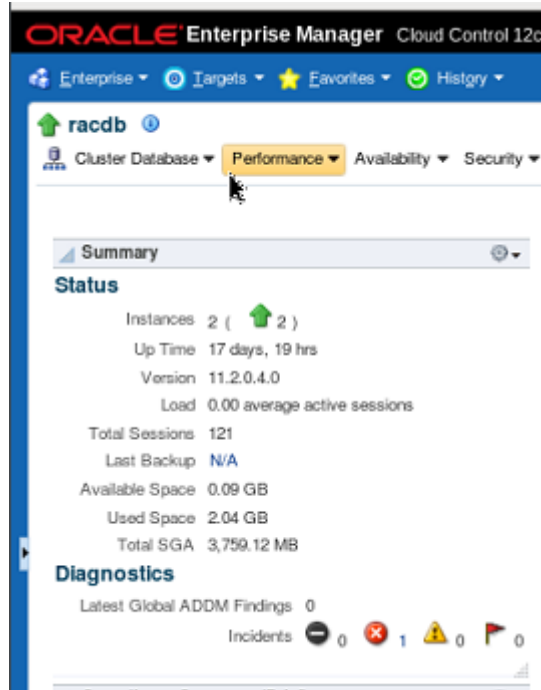 ORACLE Enterprise Manager Cloud Control 12c
Enterprise Targets Favorites History
racdb
Cluster Database Performance Availability Security
Summary
Status
Instances 2 ( 2 )
Up Time 17 days, 19 hrs
Version 11.2.0.4.0
Load 0.00 average active sessions
Total Sessions 121
Last Backup N/A
Available Space 0.09 GB
Used Space 2.04 GB
Total SGA 3,759.12 MB
Diagnostics
Latest Global ADDM Findings 0
Incidents 0 1 0 0